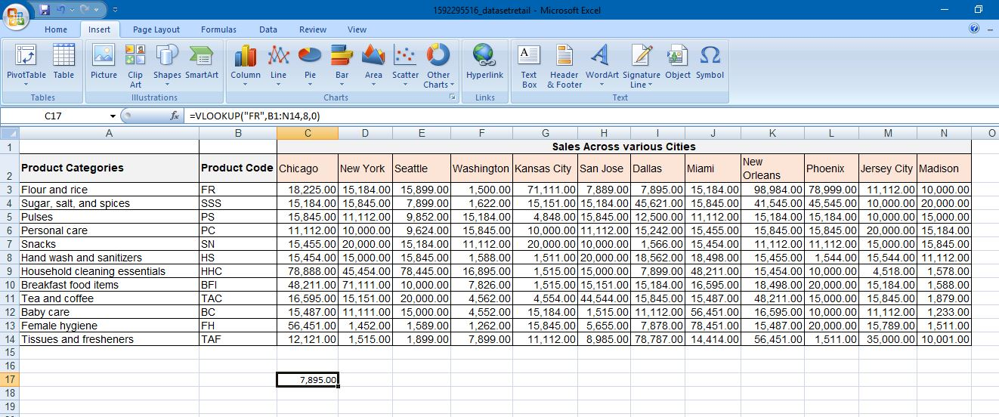 1592295516_datasetretail - Microsoft Excel
Home Insert Page Layout Formulas Data Review View
PivotTable Table Picture Clip Art Shapes SmartArt Column Line Pie Bar Area Scatter Other Charts Hyperlink Text Box Header & Footer WordArt Signature Line Object Symbol
Tables Illustrations Charts Links Text
C17 fx =VLOOKUP("FR",B1:N14,8,0)
A B C D E F G H I J K L M N O
1 Sales Across various Cities
2 Product Categories Product Code Chicago New York Seattle Washington Kansas City San Jose Dallas Miami New Orleans Phoenix Jersey City Madison
3 Flour and rice FR 18,225.00 15,184.00 15,899.00 1,500.00 71,111.00 7,889.00 7,895.00 15,184.00 98,984.00 78,999.00 11,112.00 10,000.00
4 Sugar, salt, and spices SSS 15,184.00 15,845.00 7,899.00 1,622.00 15,151.00 15,184.00 45,621.00 15,845.00 41,545.00 45,545.00 10,000.00 20,000.00
5 Pulses PS 15,845.00 11,112.00 9,852.00 15,184.00 4,848.00 15,845.00 12,500.00 11,112.00 15,184.00 15,184.00 10,000.00 15,000.00
6 Personal care PC 11,112.00 10,000.00 9,624.00 15,845.00 10,000.00 11,112.00 15,242.00 15,455.00 15,845.00 15,845.00 20,000.00 15,184.00
7 Snacks SN 15,455.00 20,000.00 15,184.00 11,112.00 20,000.00 10,000.00 1,566.00 15,454.00 11,112.00 11,112.00 15,000.00 15,845.00
8 Hand wash and sanitizers HS 15,454.00 15,000.00 15,845.00 1,588.00 1,511.00 20,000.00 18,562.00 18,498.00 15,455.00 1,544.00 15,544.00 11,112.00
9 Household cleaning essentials HHC 78,888.00 45,454.00 78,445.00 16,895.00 1,515.00 15,000.00 7,899.00 48,211.00 15,454.00 10,000.00 4,518.00 1,578.00
10 Breakfast food items BFI 48,211.00 71,111.00 10,000.00 7,826.00 1,515.00 15,151.00 15,184.00 16,595.00 18,498.00 20,000.00 15,184.00 1,588.00
11 Tea and coffee TAC 16,595.00 15,151.00 20,000.00 4,562.00 4,554.00 44,544.00 15,845.00 15,487.00 48,211.00 15,000.00 15,845.00 1,879.00
12 Baby care BC 15,487.00 11,111.00 15,000.00 4,552.00 15,184.00 1,515.00 11,112.00 56,451.00 16,595.00 10,000.00 11,112.00 1,233.00
13 Female hygiene FH 56,451.00 1,452.00 1,589.00 1,262.00 15,845.00 5,655.00 7,878.00 78,451.00 15,487.00 20,000.00 15,789.00 1,511.00
14 Tissues and fresheners TAF 12,121.00 1,515.00 1,899.00 7,899.00 11,112.00 8,985.00 78,787.00 14,414.00 56,451.00 1,511.00 35,000.00 10,001.00
15
16
17 7,895.00
18
19